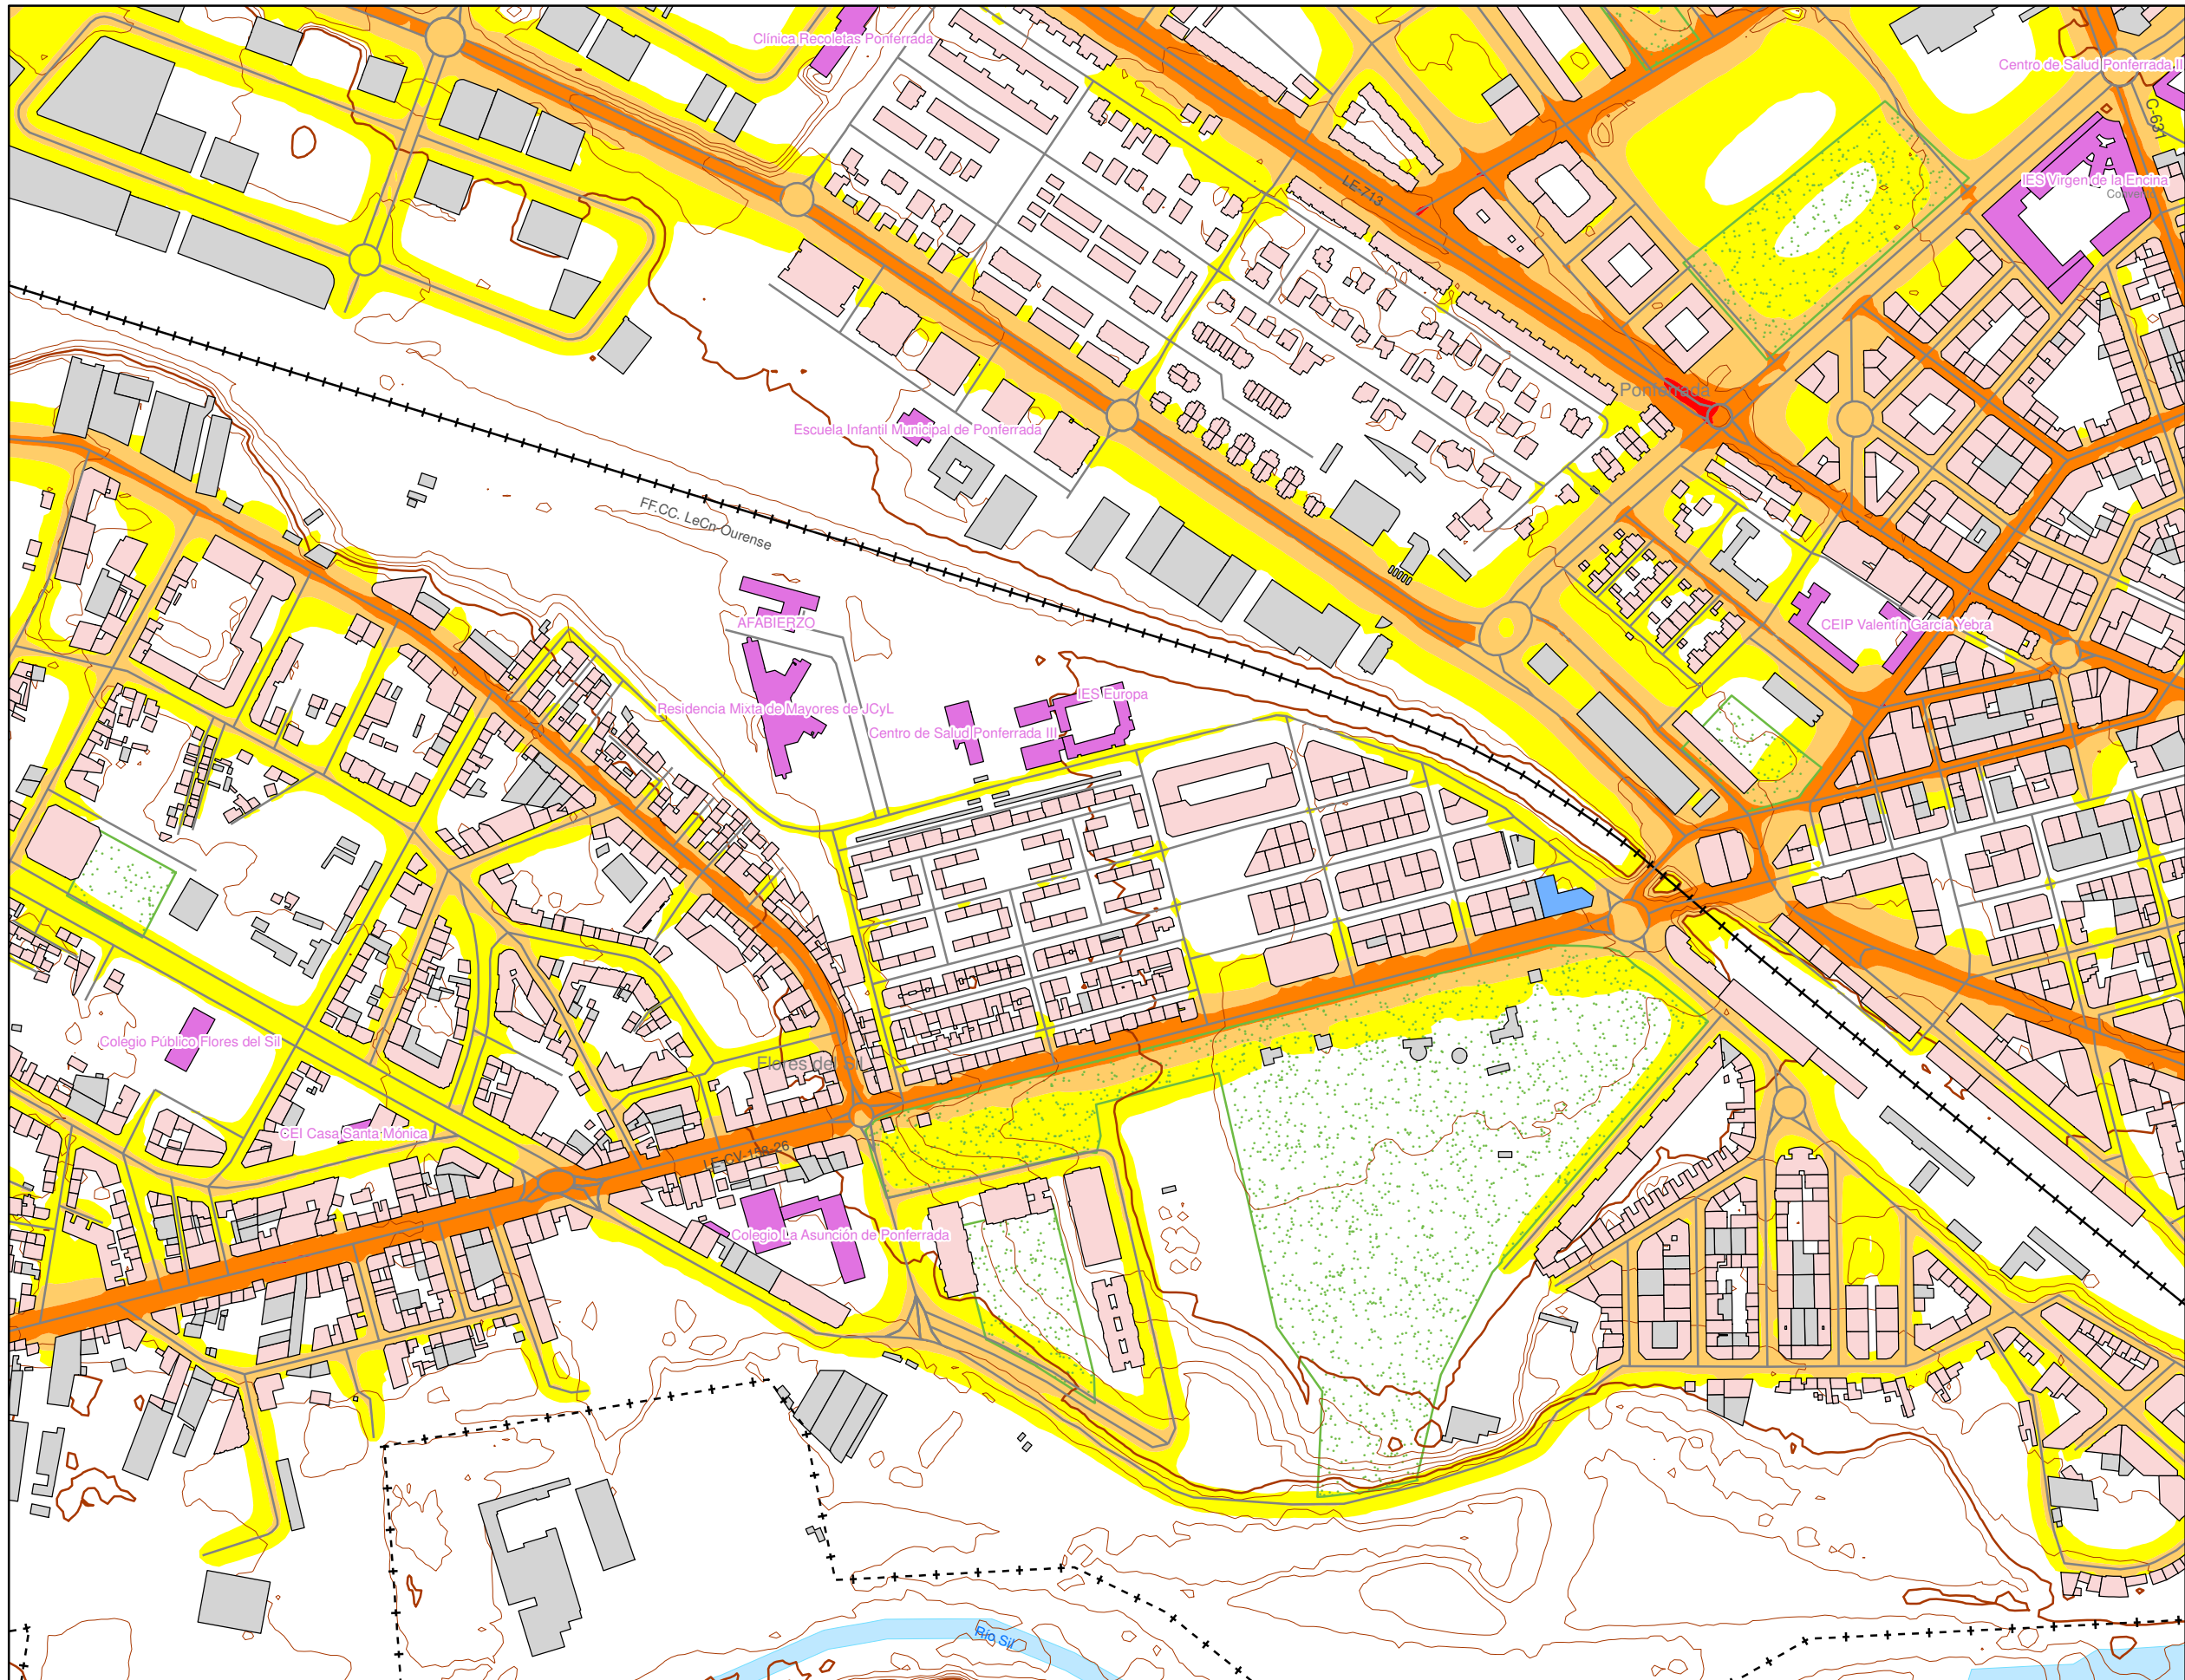 Clínica Recoletas Ponferrada
Centro de Salud Ponferrada II
C-631
IES Virgen de la Encina
LE-713
Ponferrada
Escuela Infantil Municipal de Ponferrada
FF.CC. LeCn-Ourense
AFABIERZO
CEIP Valentín García Yebra
IES Europa
Residencia Mixta de Mayores de JCyL
Centro de Salud Ponferrada III
Colegio Público Flores del Sil
Flores del Sil
CEI Casa Santa Mónica
LE-CV-158-26
Colegio La Asunción de Ponferrada
Río Sil